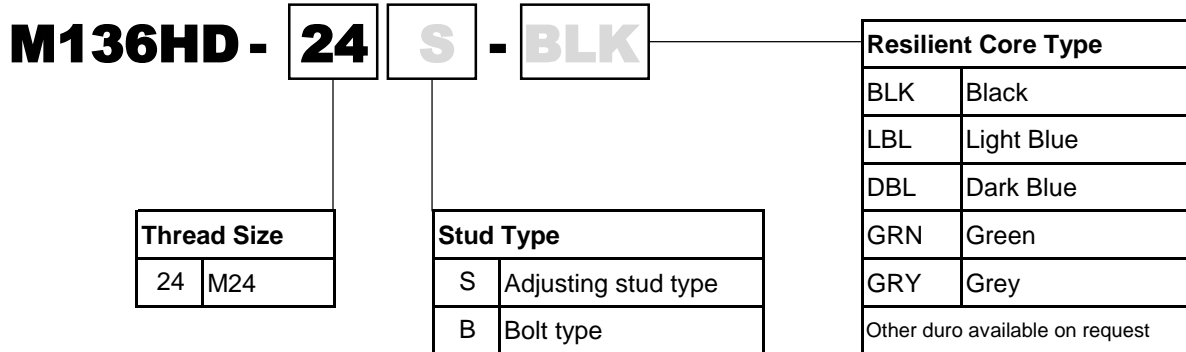 M136HD - 24 S - BLK
Resilient Core Type
BLK Black
LBL Light Blue
DBL Dark Blue
GRN Green
GRY Grey
Other duro available on request
Thread Size
24 M24
Stud Type
S Adjusting stud type
B Bolt type